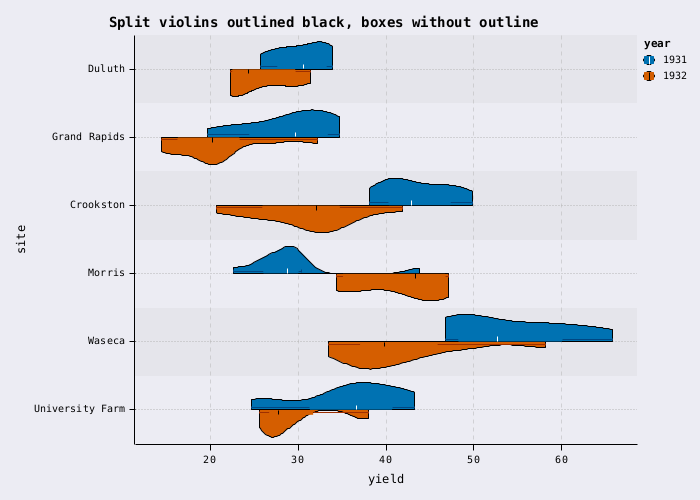 Split violins outlined black, boxes without outline
year
1931
1932
Duluth
Grand Rapids
Crookston
Morris
Waseca
University Farm
site
20 30 40 50 60
yield